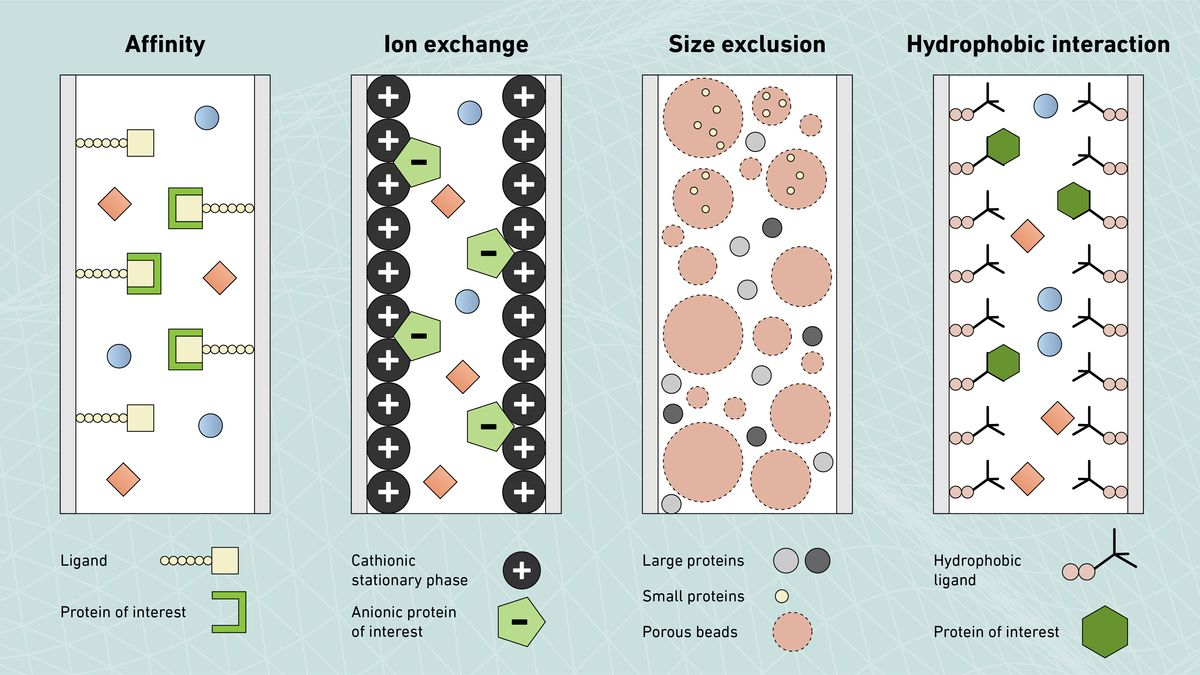 Affinity
Ion exchange
Size exclusion
Hydrophobic interaction
Ligand
Protein of interest
Cathionic
stationary phase
Anionic protein
of interest
Large proteins
Small proteins
Porous beads
Hydrophobic
ligand
Protein of interest